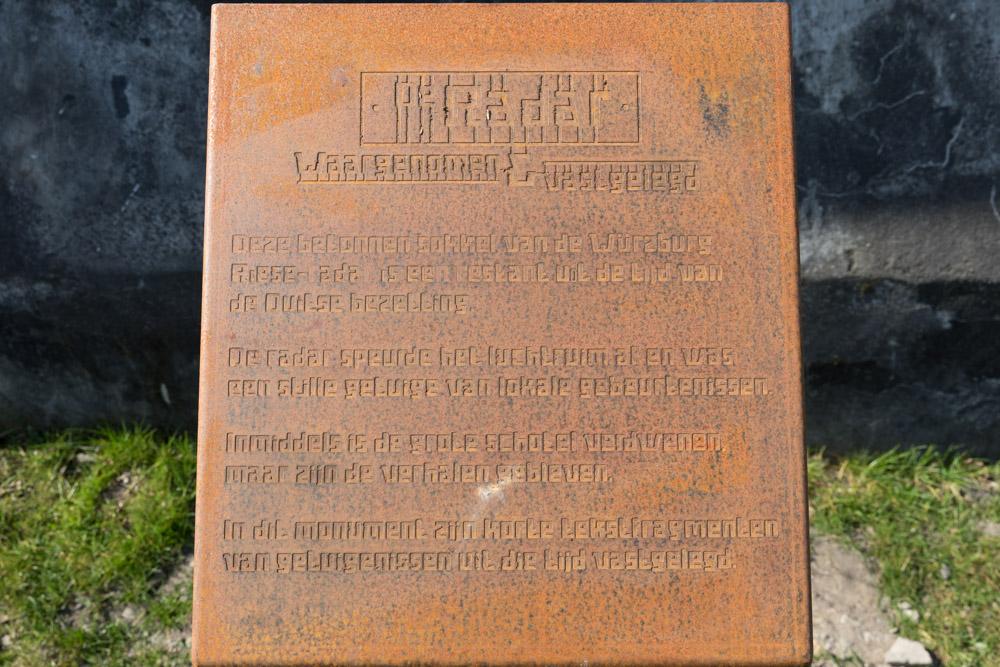 Waargenomen &
vastgelegd
Deze betonnen sokkel van de Würzburg
Riese-radar is een restant uit de tijd van
de Duitse bezetting.
De radar speurde het luchtruim af en was
een stille getuige van lokale gebeurtenissen.
Inmiddels is de grote schotel verdwenen,
maar zijn de verhalen gebleven.
In dit monument zijn korte tekstfragmenten
van getuigenissen uit die tijd vastgelegd.